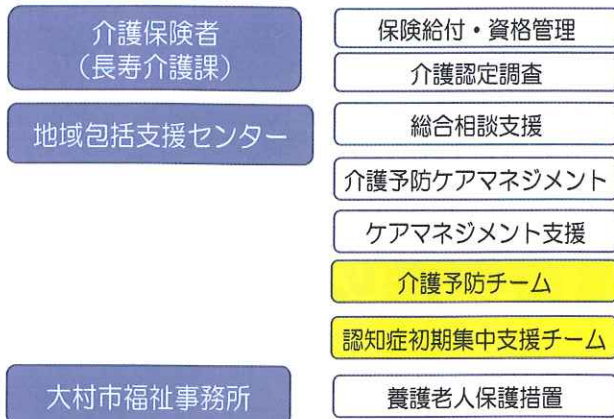 介護保険者
（長寿介護課）
保険給付・資格管理
介護認定調査
地域包括支援センター
総合相談支援
介護予防ケアマネジメント
ケアマネジメント支援
介護予防チーム
認知症初期集中支援チーム
大村市福祉事務所
養護老人保護措置